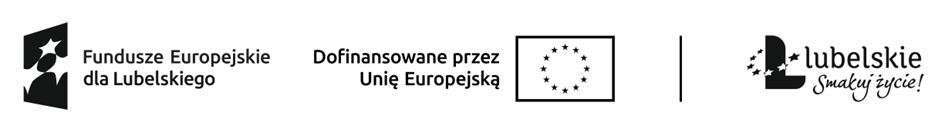 Fundusze Europejskie
dla Lubelskiego
Dofinansowane przez
Unię Europejską
lubelskie
Smakuj życie!